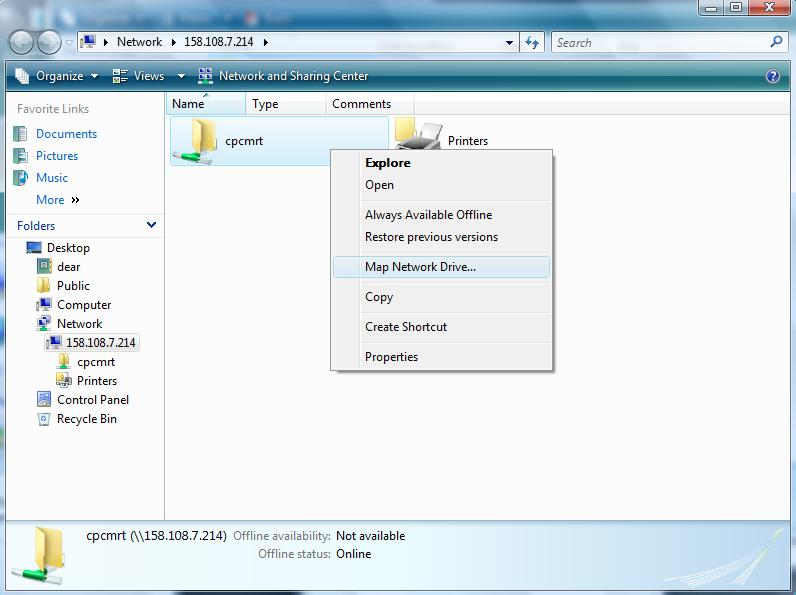 Network 158.108.7.214 Search
Organize Views Network and Sharing Center
Favorite Links
Documents
Pictures
Music
More »
Folders
Desktop
dear
Public
Computer
Network
158.108.7.214
cpcmrt
Printers
Control Panel
Recycle Bin
Name Type Comments
cpcmrt Printers
Explore
Open
Always Available Offline
Restore previous versions
Map Network Drive...
Copy
Create Shortcut
Properties
cpcmrt (\\158.108.7.214) Offline availability: Not available
Offline status: Online